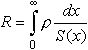 R = ∫₀^∞ ρ dx / S(x)